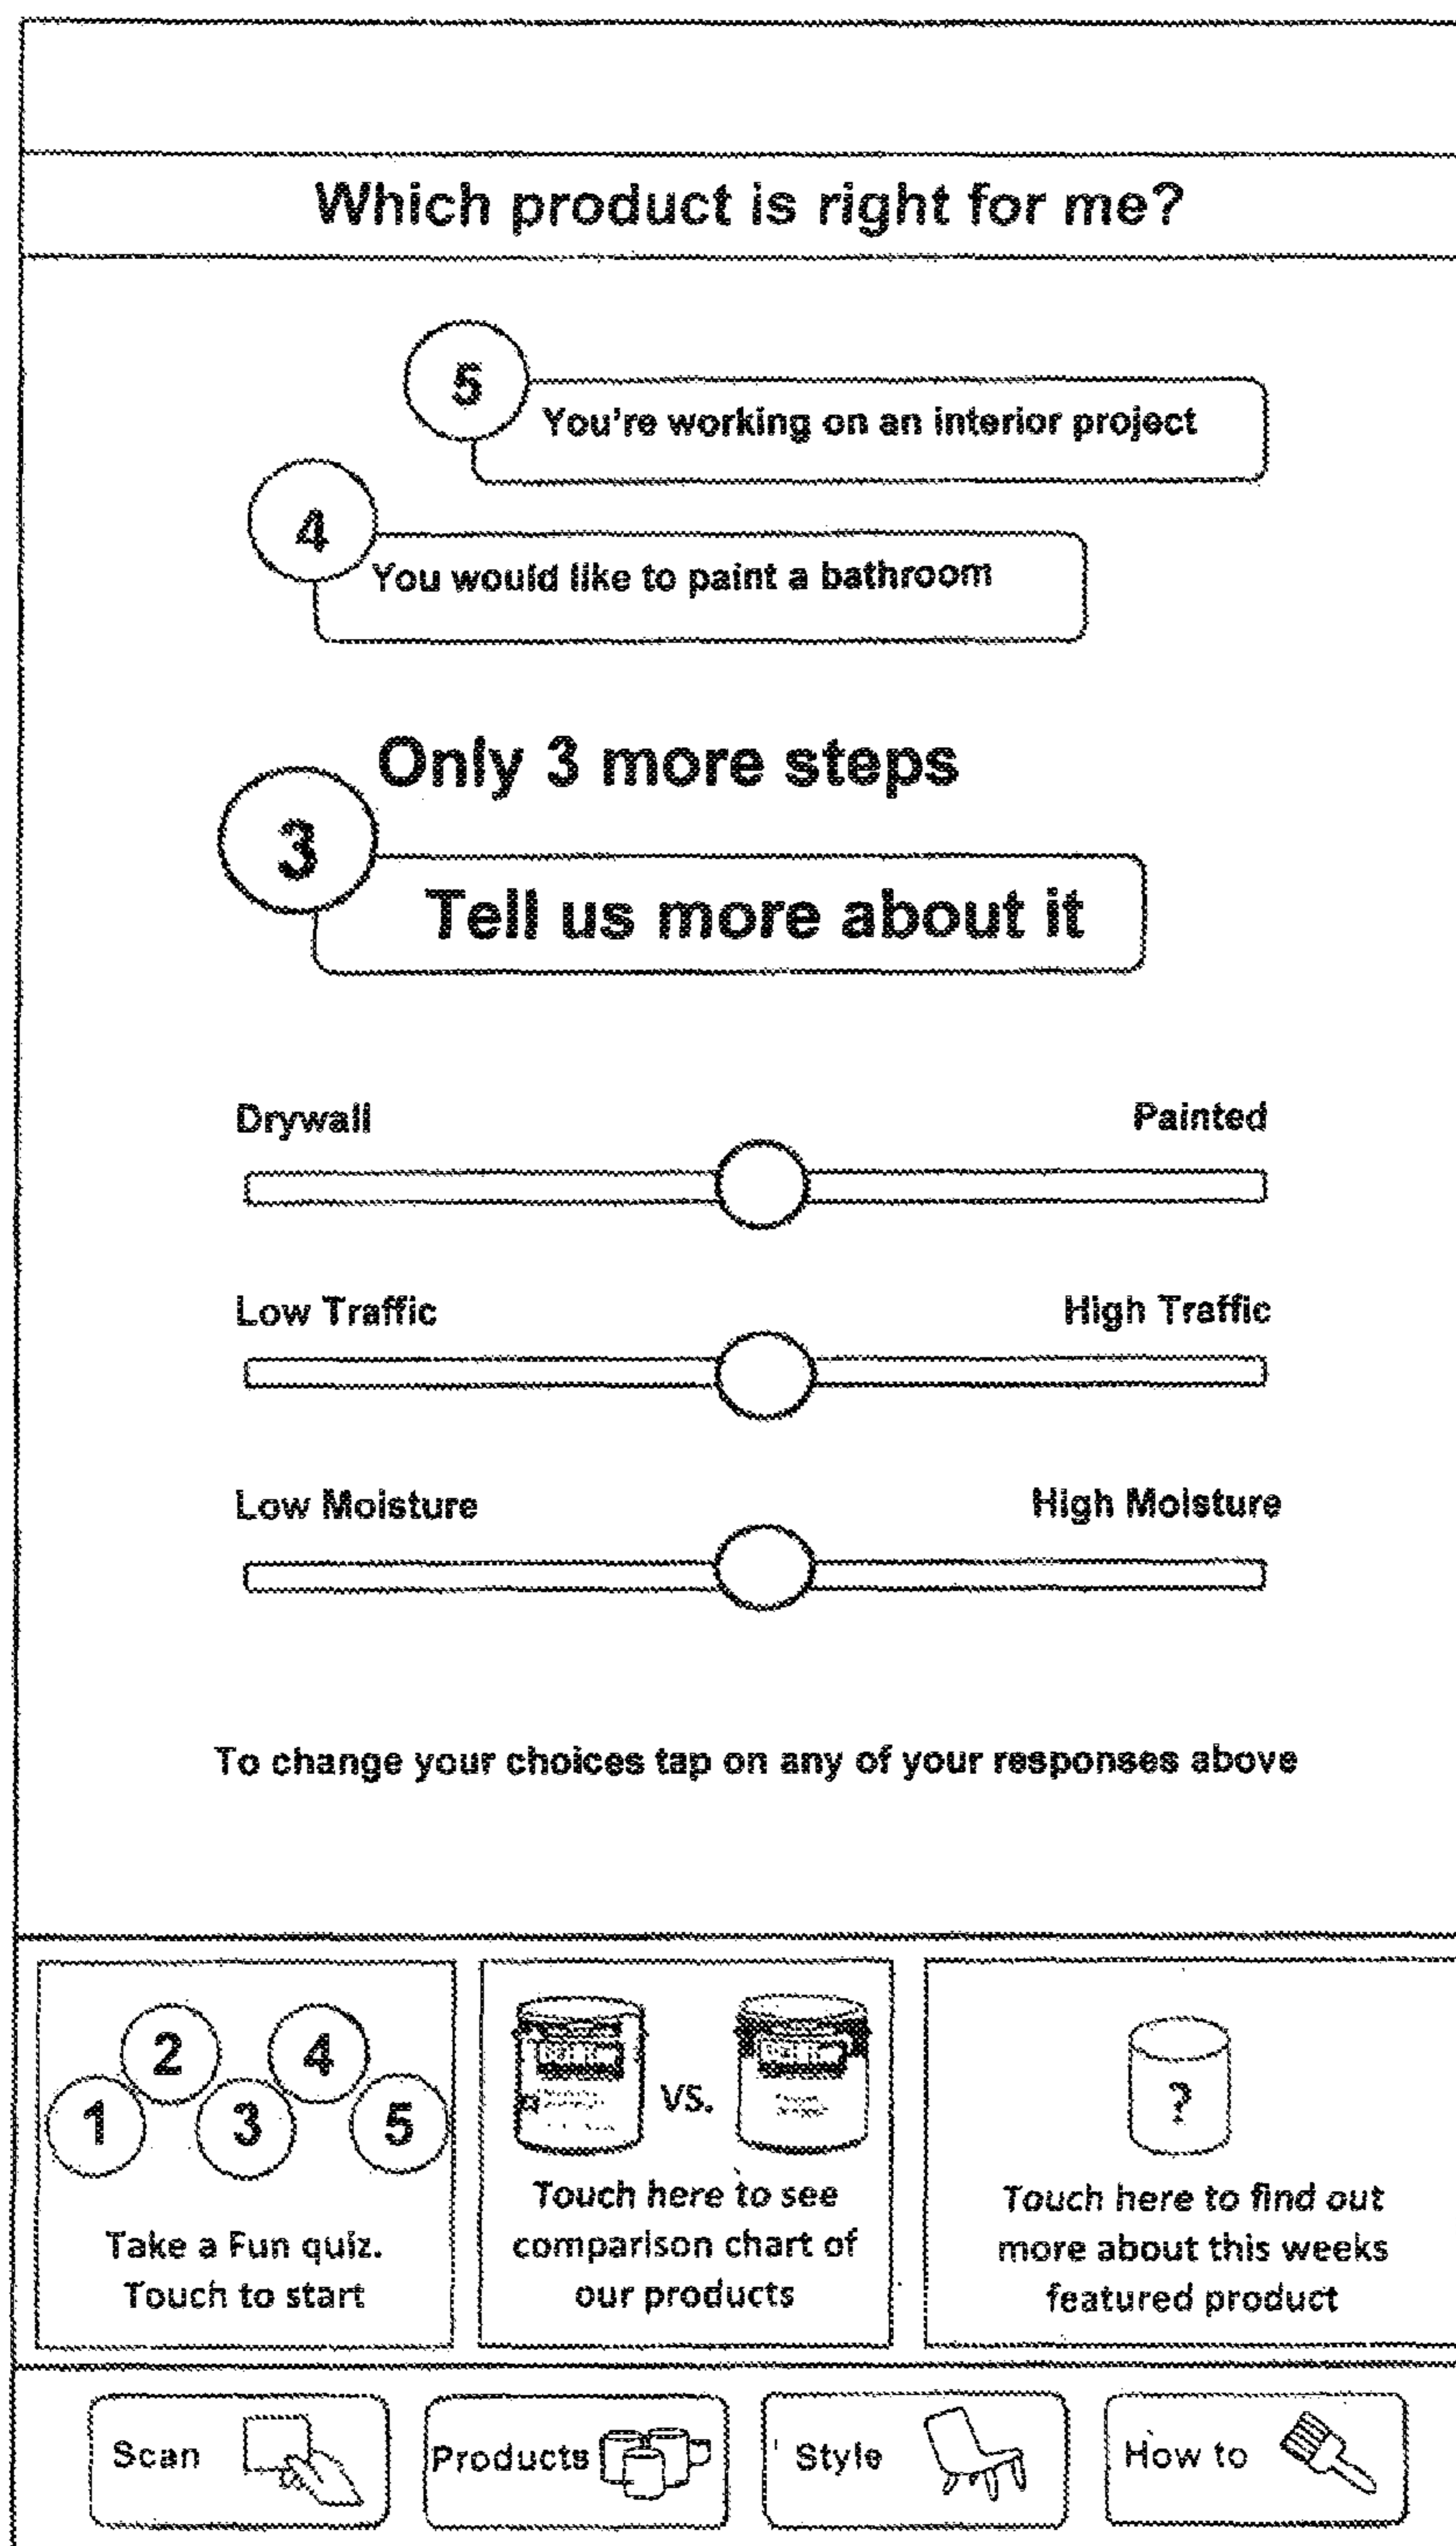 Which product is right for me?
5
You're working on an interior project
4
You would like to paint a bathroom
Only 3 more steps
3
Tell us more about it
Drywall Painted
Low Traffic High Traffic
Low Moisture High Moisture
To change your choices tap on any of your responses above
2 4
1 3 5
Take a Fun quiz.
Touch to start
vs.
Touch here to see
comparison chart of
our products
?
Touch here to find out
more about this weeks
featured product
Scan Products Style How to